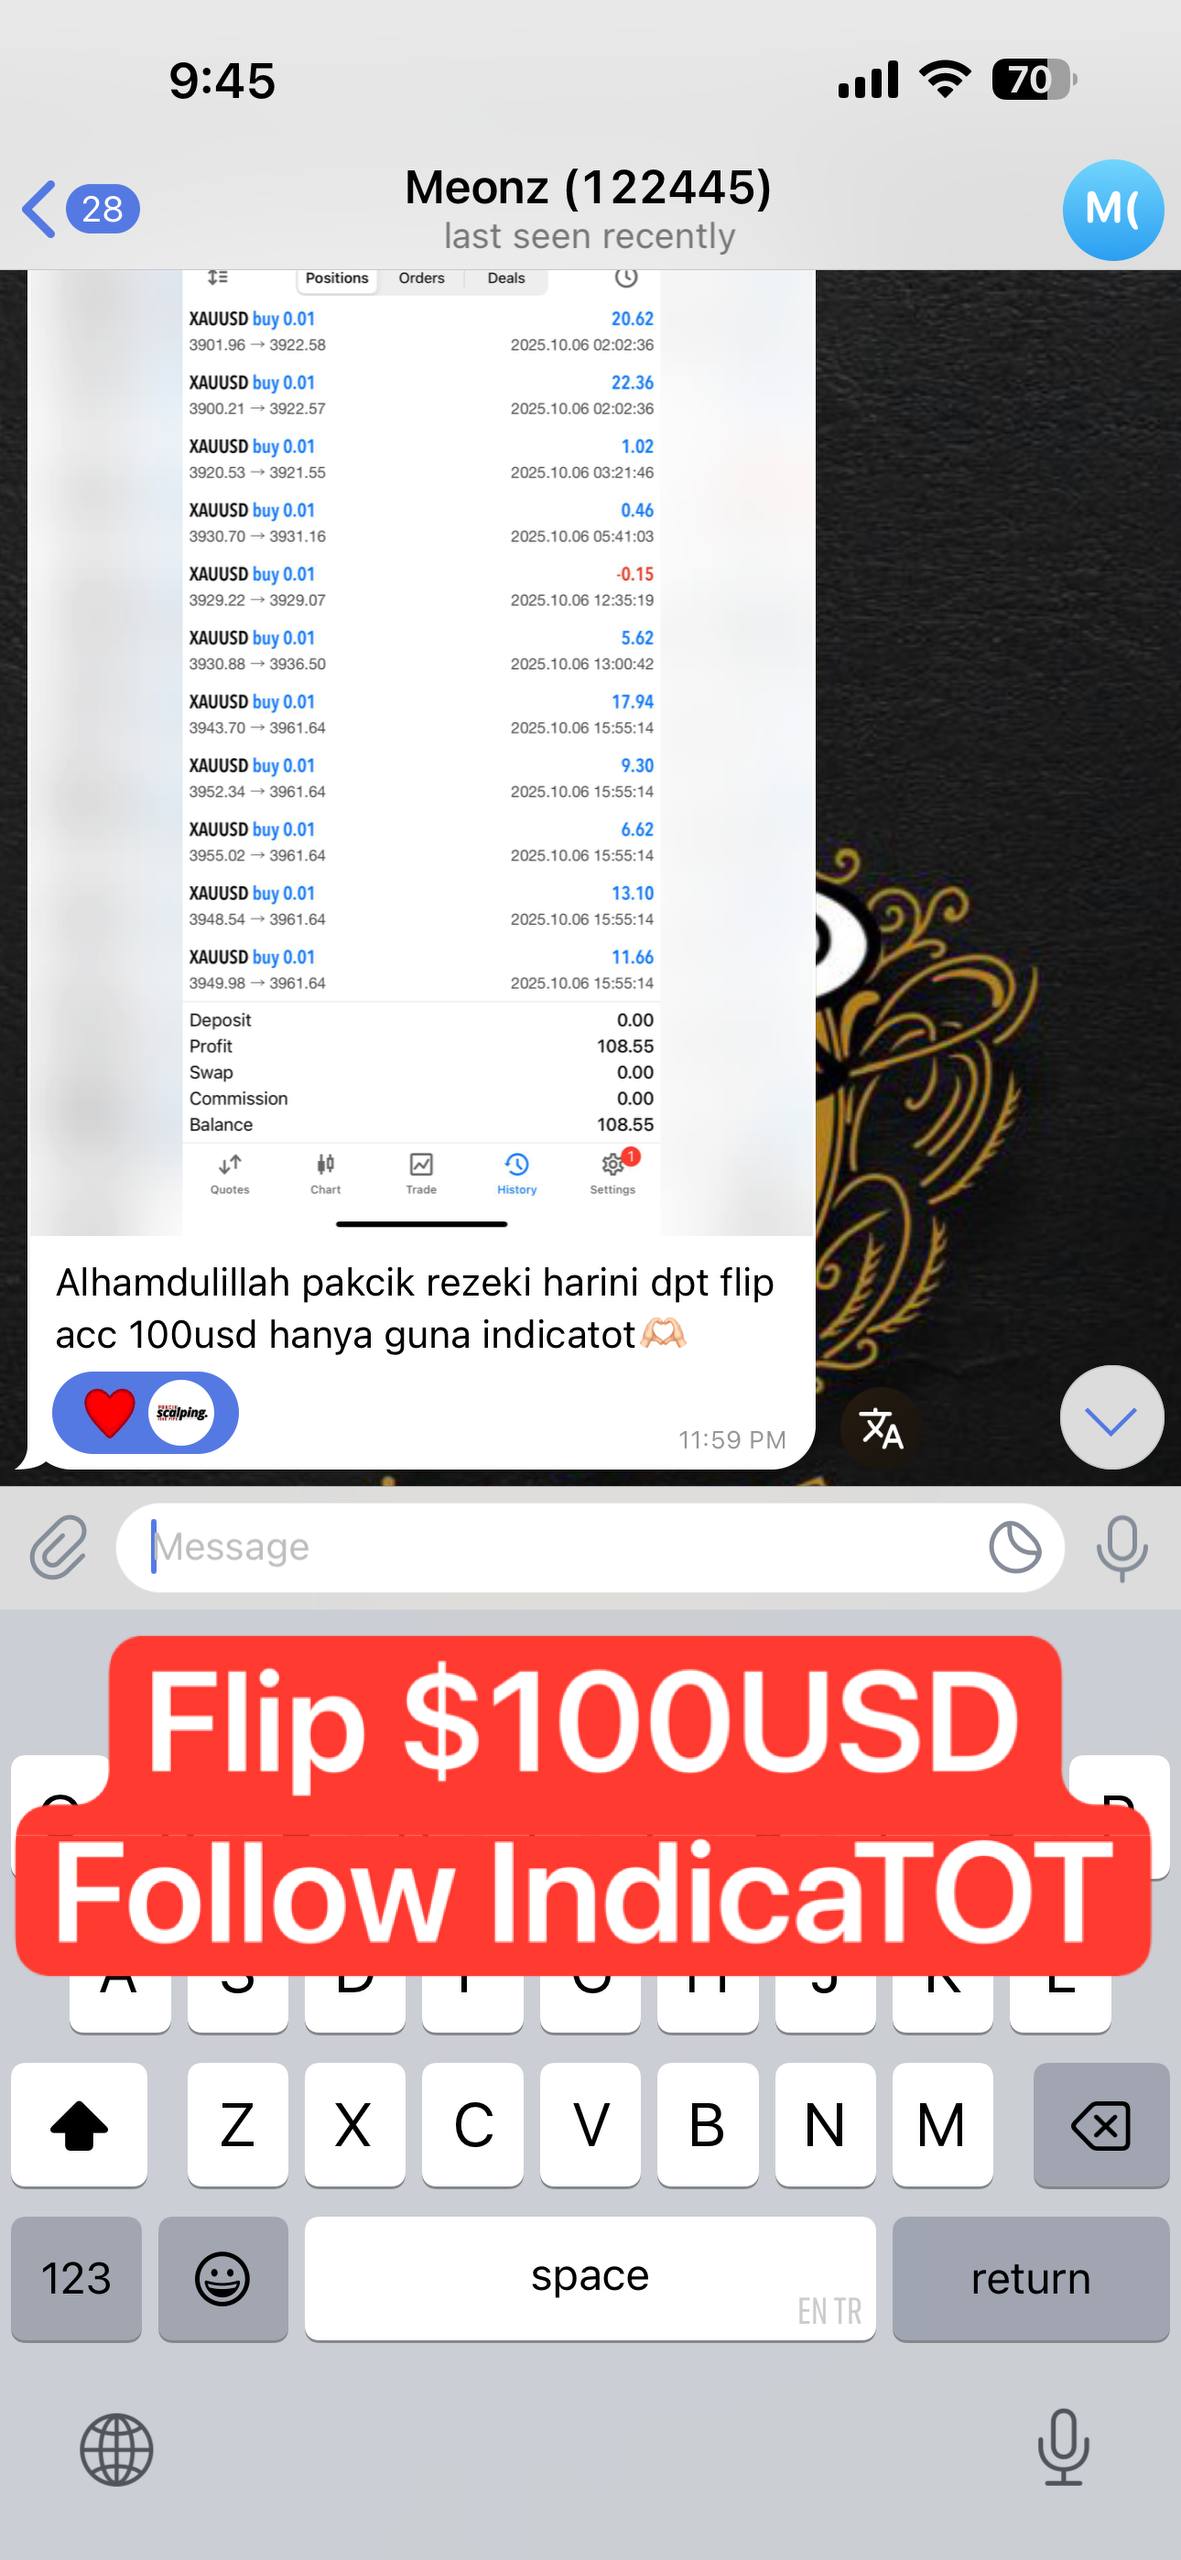 9:45
70
28
Meonz (122445)
last seen recently
M(
Positions Orders Deals
XAUUSD buy 0.01 20.62
3901.96 → 3922.58 2025.10.06 02:02:36
XAUUSD buy 0.01 22.36
3900.21 → 3922.57 2025.10.06 02:02:36
XAUUSD buy 0.01 1.02
3920.53 → 3921.55 2025.10.06 03:21:46
XAUUSD buy 0.01 0.46
3930.70 → 3931.16 2025.10.06 05:41:03
XAUUSD buy 0.01 -0.15
3929.22 → 3929.07 2025.10.06 12:35:19
XAUUSD buy 0.01 5.62
3930.88 → 3936.50 2025.10.06 13:00:42
XAUUSD buy 0.01 17.94
3943.70 → 3961.64 2025.10.06 15:55:14
XAUUSD buy 0.01 9.30
3952.34 → 3961.64 2025.10.06 15:55:14
XAUUSD buy 0.01 6.62
3955.02 → 3961.64 2025.10.06 15:55:14
XAUUSD buy 0.01 13.10
3948.54 → 3961.64 2025.10.06 15:55:14
XAUUSD buy 0.01 11.66
3949.98 → 3961.64 2025.10.06 15:55:14
Deposit 0.00
Profit 108.55
Swap 0.00
Commission 0.00
Balance 108.55
1
Quotes Chart Trade History Settings
Alhamdulillah pakcik rezeki harini dpt flip
acc 100usd hanya guna indicatot🫶🏻
scalping.
11:59 PM
Message
Flip $100USD
Follow IndicaTOT
A S D F G H J K L
Z X C V B N M
123 space EN TR return